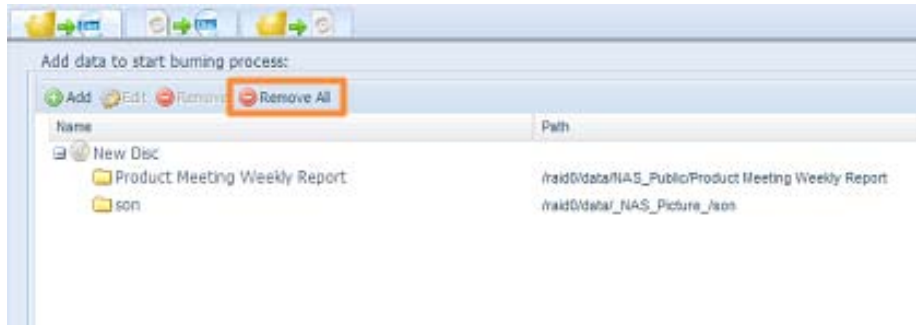 Add data to start burning process:
Add Edit Remove Remove All
Name Path
New Disc
Product Meeting Weekly Report /raid0/data/NAS_Public/Product Meeting Weekly Report
son /raid0/data/_NAS_Picture_/son